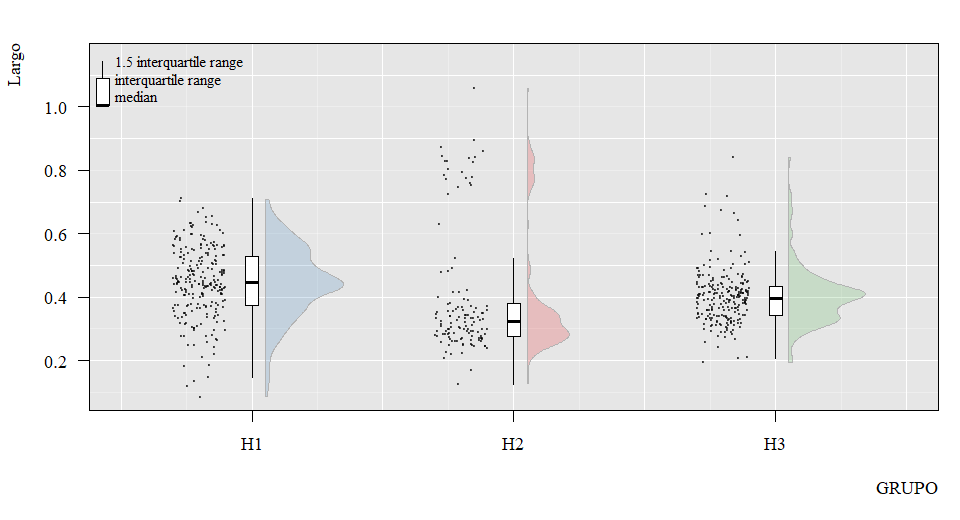 Largo
1.5 interquartile range
interquartile range
median
1.0
0.8
0.6
0.4
0.2
H1 H2 H3
GRUPO